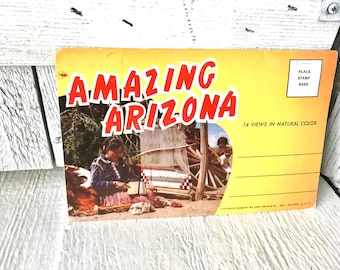 AMAZING
ARIZONA
PLACE
STAMP
HERE
14 VIEWS IN NATURAL COLOR